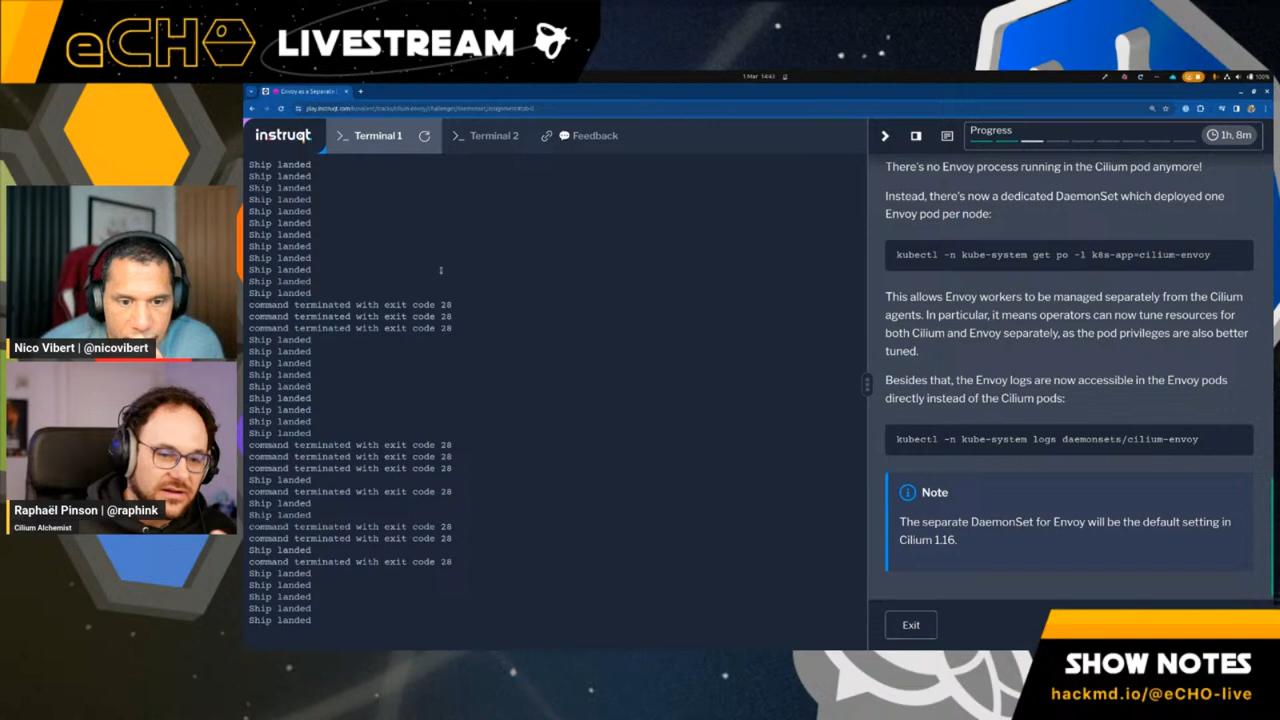 eCHO LIVESTREAM
1 Mar 14:43
100%
Envoy as a Separate
instruqt
Terminal 1
Terminal 2
Feedback
Progress
1h, 8m
Ship landed
Ship landed
Ship landed
Ship landed
Ship landed
Ship landed
Ship landed
Ship landed
Ship landed
Ship landed
Ship landed
Ship landed
command terminated with exit code 28
command terminated with exit code 28
command terminated with exit code 28
Ship landed
Ship landed
Ship landed
Ship landed
Ship landed
Ship landed
Ship landed
Ship landed
Ship landed
command terminated with exit code 28
command terminated with exit code 28
command terminated with exit code 28
Ship landed
command terminated with exit code 28
Ship landed
Ship landed
command terminated with exit code 28
command terminated with exit code 28
Ship landed
command terminated with exit code 28
Ship landed
Ship landed
Ship landed
Ship landed
Ship landed
There's no Envoy process running in the Cilium pod anymore!
Instead, there's now a dedicated DaemonSet which deployed one
Envoy pod per node:
kubectl -n kube-system get po -l k8s-app=cilium-envoy
This allows Envoy workers to be managed separately from the Cilium
agents. In particular, it means operators can now tune resources for
both Cilium and Envoy separately, as the pod privileges are also better
tuned.
Besides that, the Envoy logs are now accessible in the Envoy pods
directly instead of the Cilium pods:
kubectl -n kube-system logs daemonsets/cilium-envoy
Note
The separate DaemonSet for Envoy will be the default setting in
Cilium 1.16.
Exit
Nico Vibert | @nicovibert
Raphaël Pinson | @raphink
Cilium Alchemist
SHOW NOTES
hackmd.io/@eCHO-live